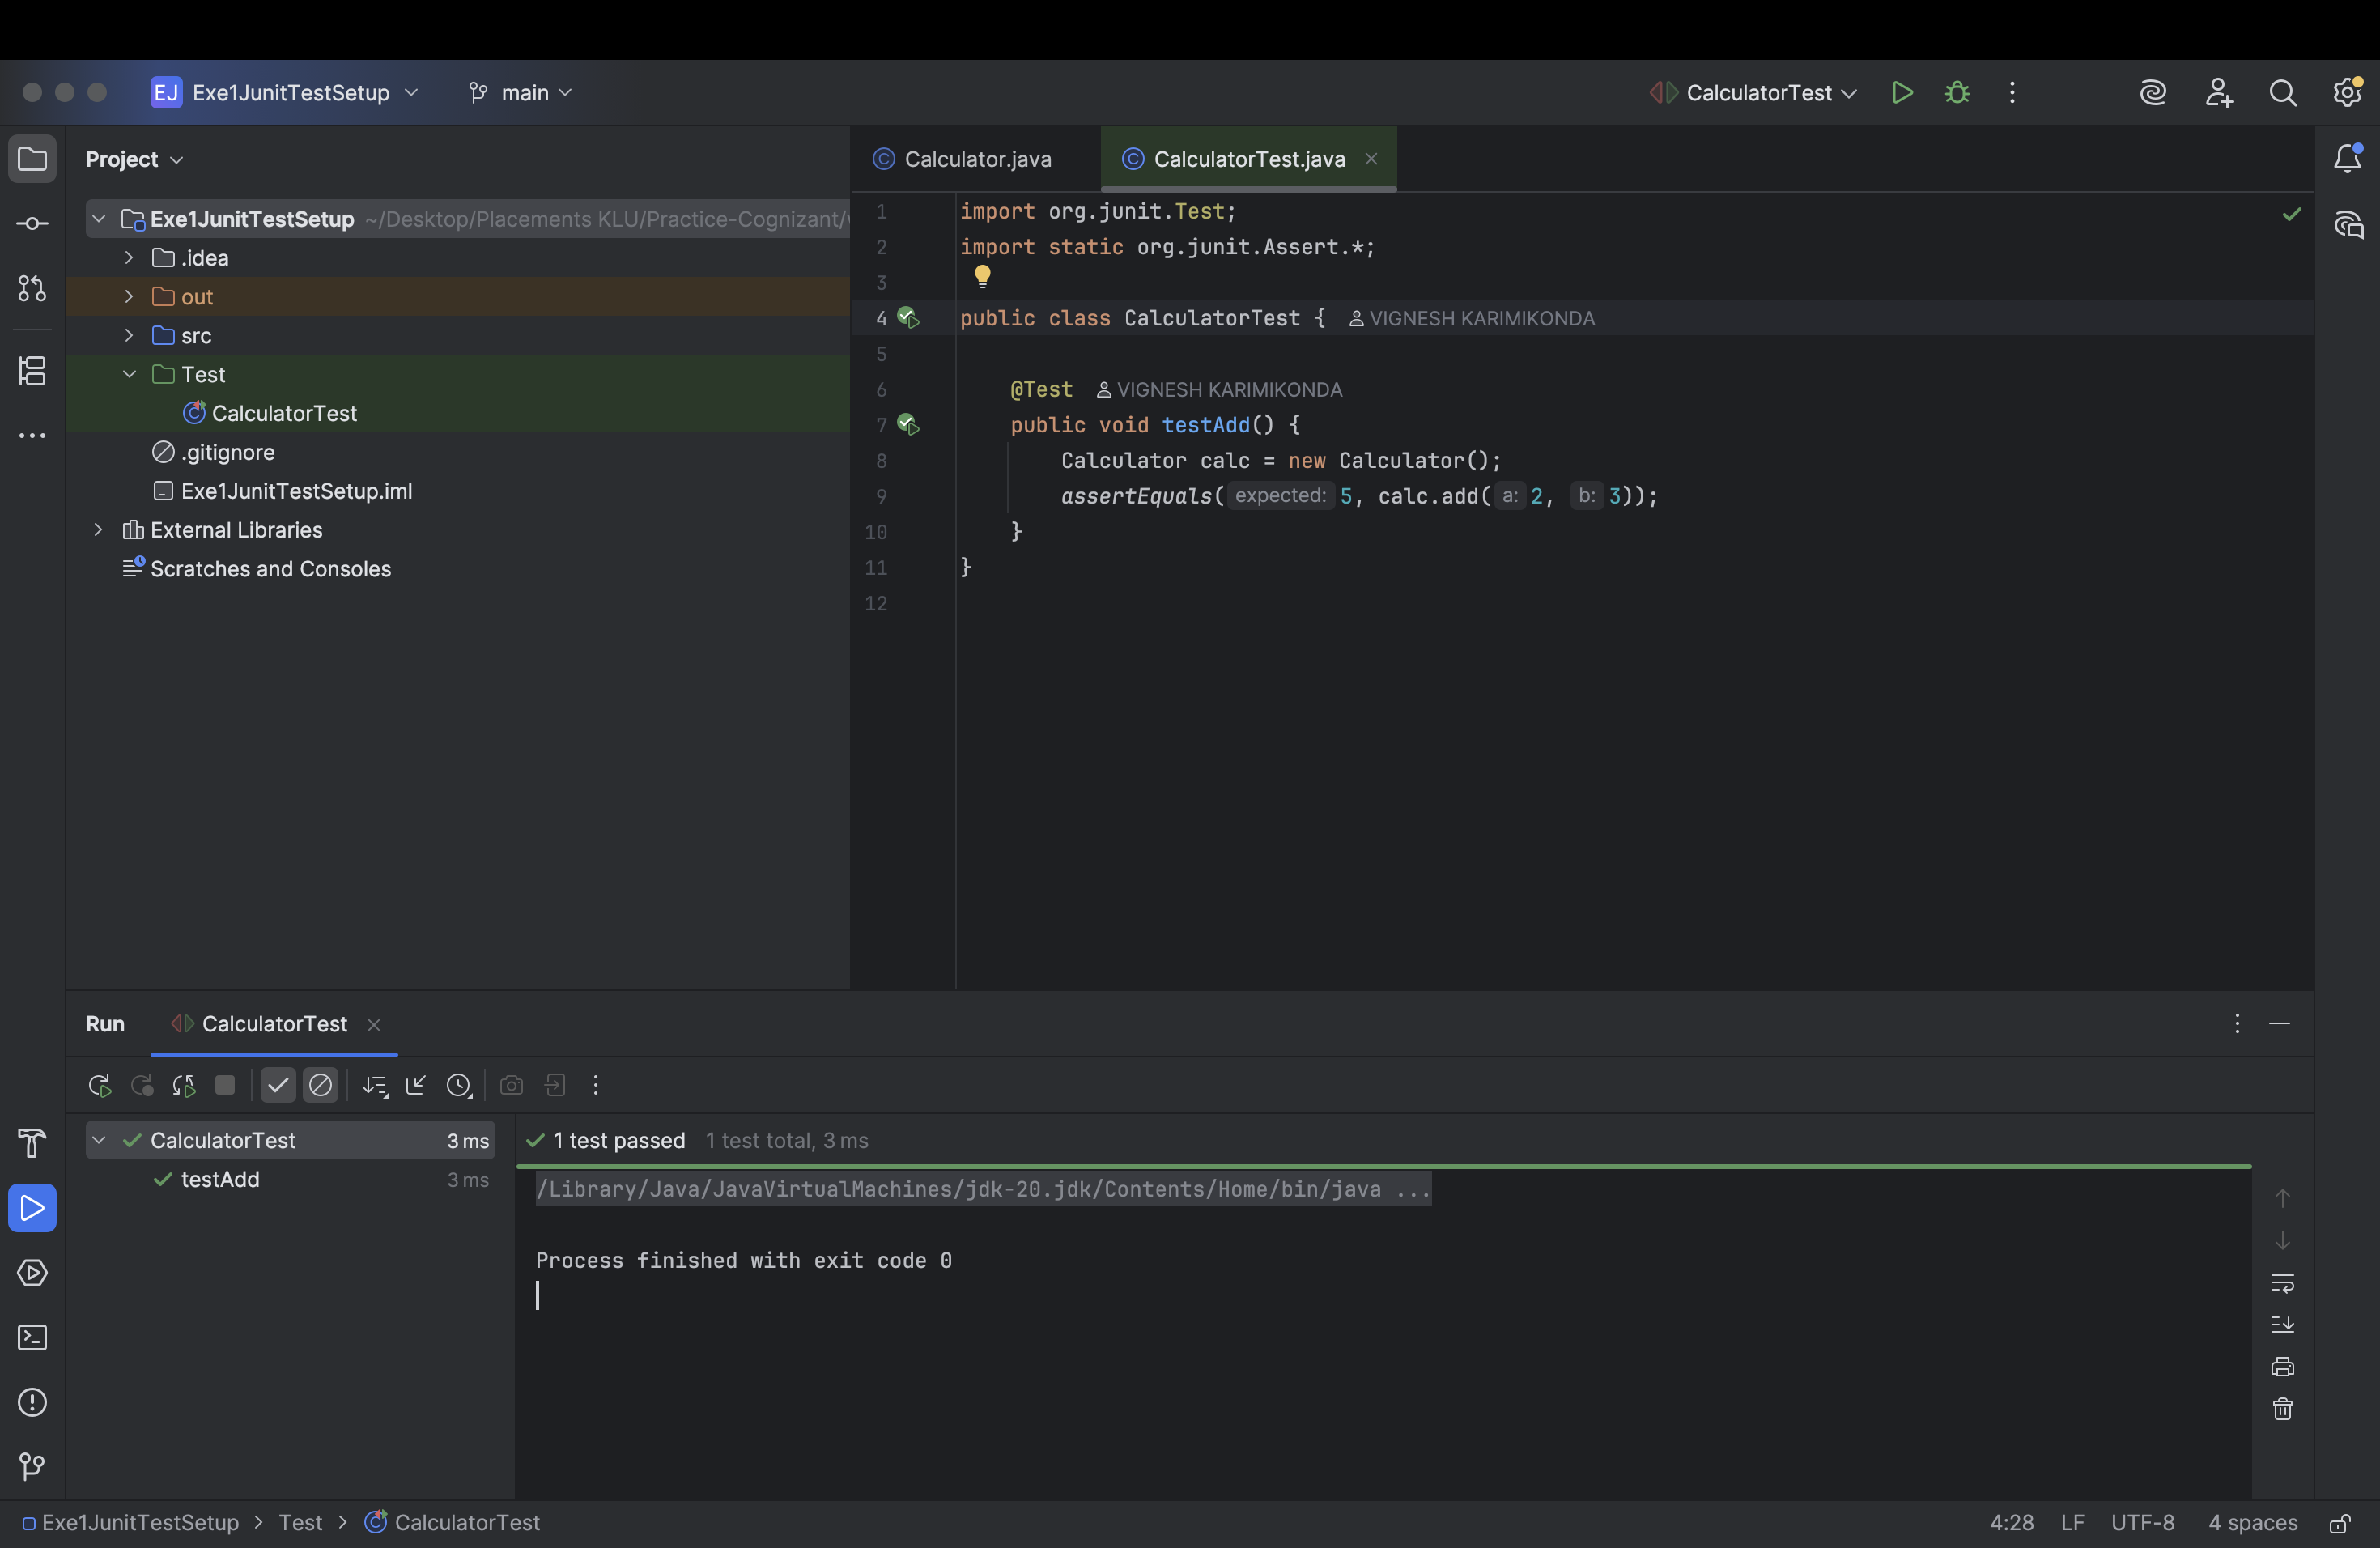 EJ Exe1JunitTestSetup main CalculatorTest
Project
Exe1JunitTestSetup ~/Desktop/Placements KLU/Practice-Cognizant/
.idea
out
src
Test
CalculatorTest
.gitignore
Exe1JunitTestSetup.iml
External Libraries
Scratches and Consoles
Calculator.java CalculatorTest.java
1 import org.junit.Test;
2 import static org.junit.Assert.*;
3
4 public class CalculatorTest { VIGNESH KARIMIKONDA
5
6 @Test VIGNESH KARIMIKONDA
7 public void testAdd() {
8 Calculator calc = new Calculator();
9 assertEquals( expected: 5, calc.add( a: 2, b: 3));
10 }
11 }
12
Run CalculatorTest
CalculatorTest 3 ms
testAdd 3 ms
1 test passed 1 test total, 3 ms
/Library/Java/JavaVirtualMachines/jdk-20.jdk/Contents/Home/bin/java ...
Process finished with exit code 0
Exe1JunitTestSetup > Test > CalculatorTest
4:28 LF UTF-8 4 spaces